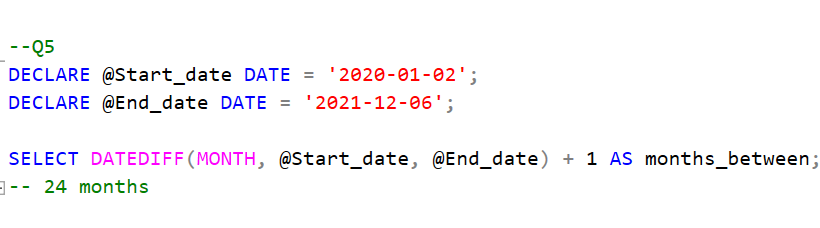 --Q5
DECLARE @Start_date DATE = '2020-01-02';
DECLARE @End_date DATE = '2021-12-06';
SELECT DATEDIFF(MONTH, @Start_date, @End_date) + 1 AS months_between;
-- 24 months